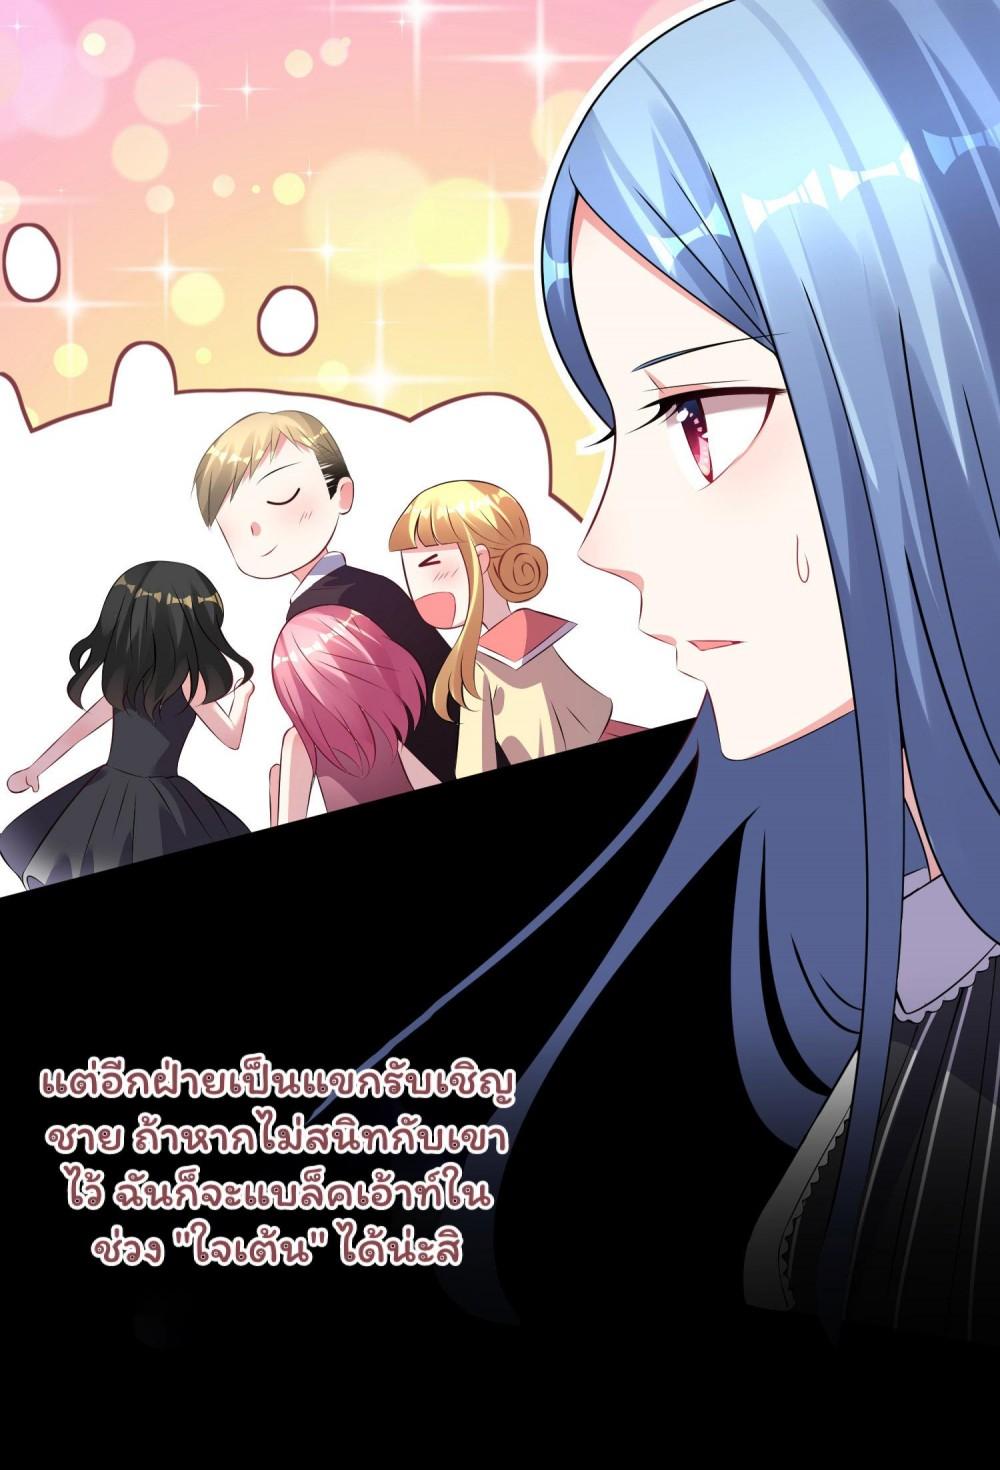 แต่อีกฝ่ายเป็นแขกรับเชิญ
ชาย ถ้าหากไม่สนิทกับเขา
ไว้ ฉันก็จะแบล็คเอ้าท์ใน
ช่วง "ใจเต้น" ได้น่ะสิ